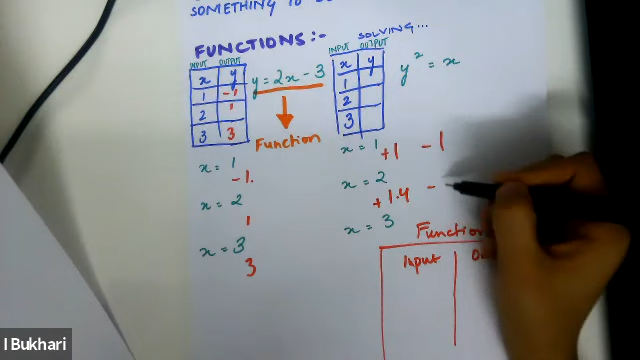 SOMETHING TO
FUNCTIONS:-
SOLVING...
INPUT OUTPUT
x y
1 -1
2 1
3 3
y = 2x - 3
Function
INPUT OUTPUT
x y
1
2
3
y² = x
x = 1
-1.
x = 2
1
x = 3
3
x = 1
+1 -1
x = 2
+1.4 -
x = 3
Function
Input
I Bukhari